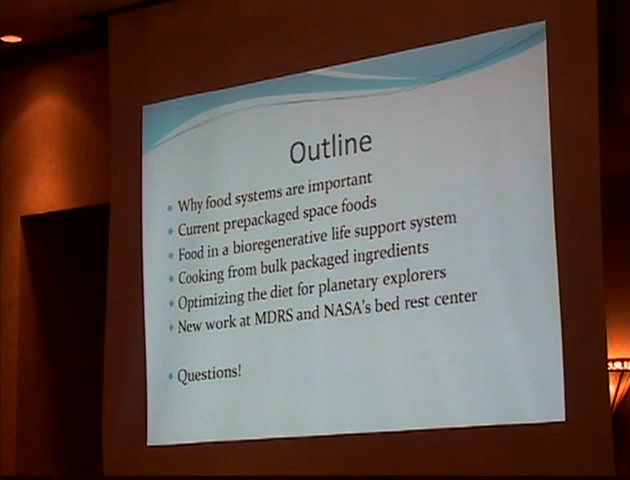 Outline
Why food systems are important
Current prepackaged space foods
Food in a bioregenerative life support system
Cooking from bulk packaged ingredients
Optimizing the diet for planetary explorers
New work at MDRS and NASA's bed rest center
Questions!